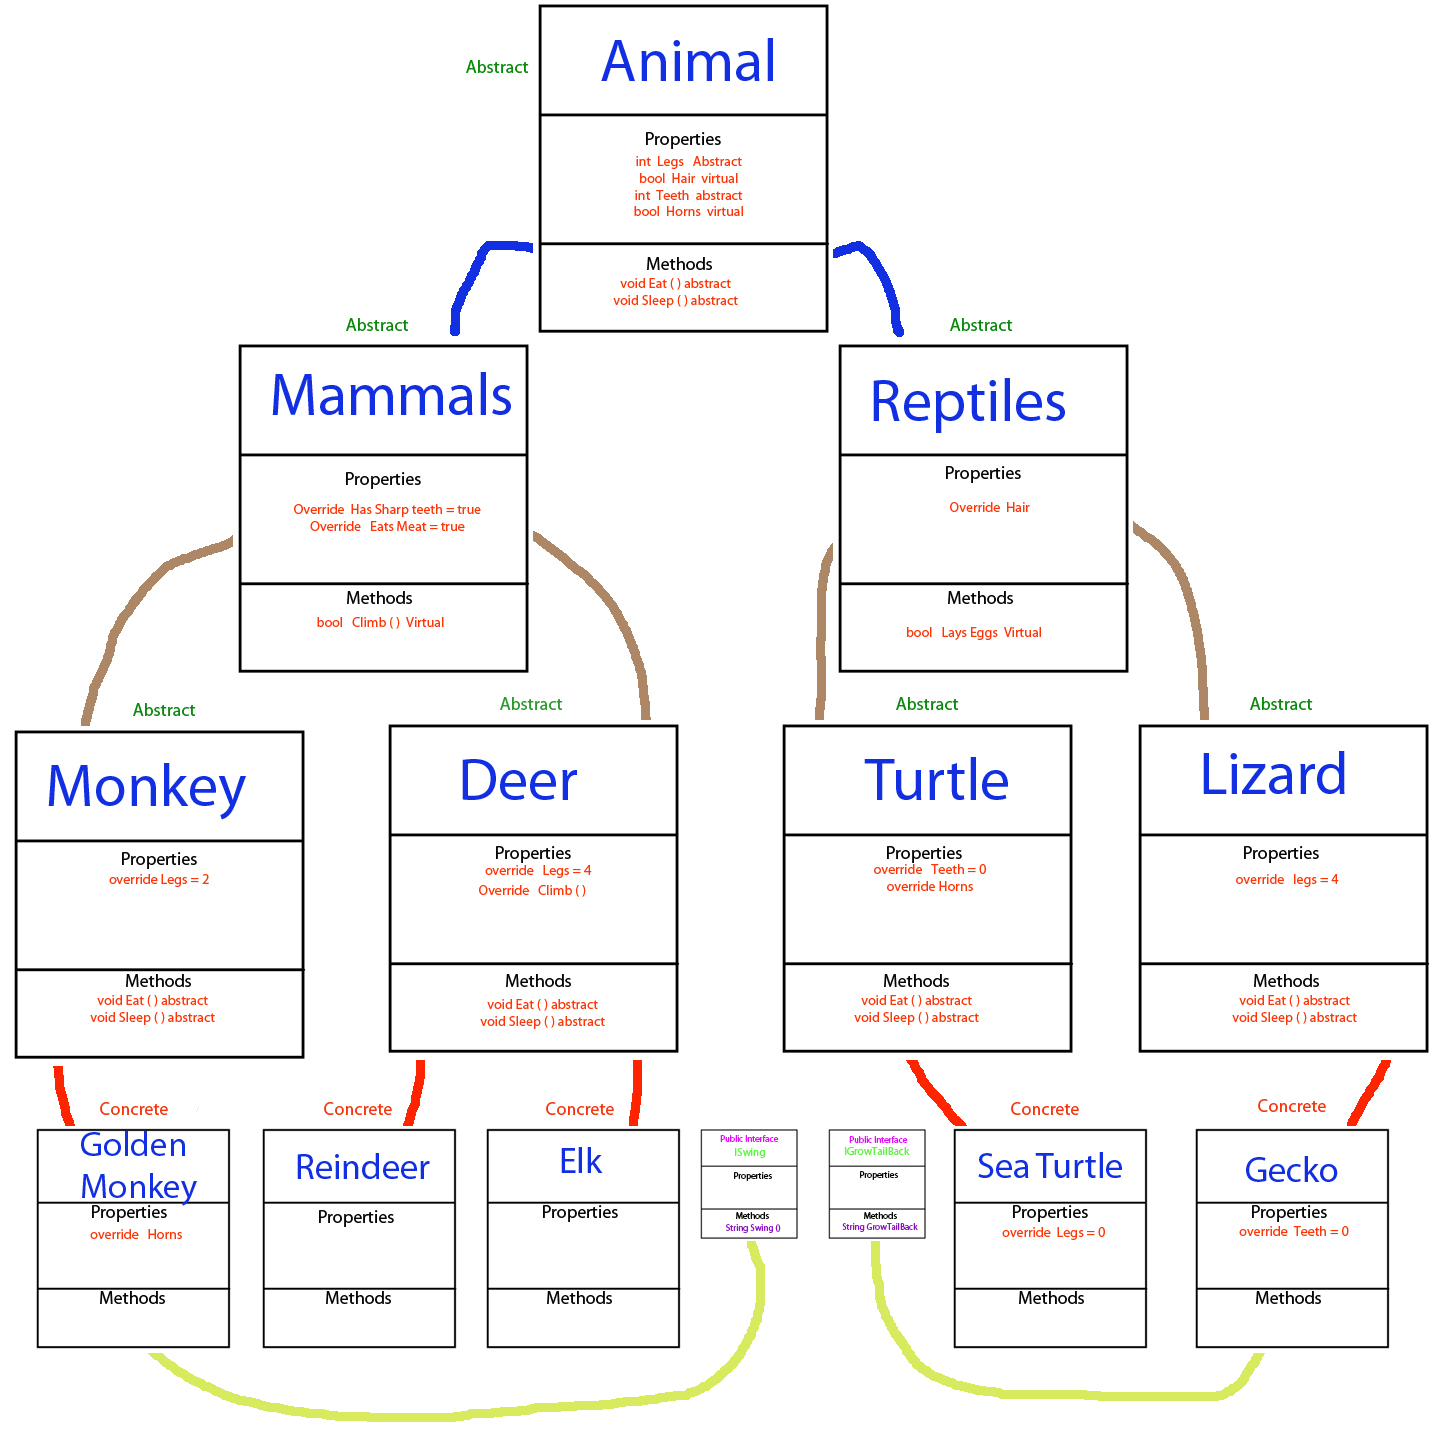 Abstract
Animal
Properties
int Legs Abstract
bool Hair virtual
int Teeth abstract
bool Horns virtual
Methods
void Eat ( ) abstract
void Sleep ( ) abstract
Abstract
Mammals
Properties
Override Has Sharp teeth = true
Override Eats Meat = true
Methods
bool Climb ( ) Virtual
Abstract
Reptiles
Properties
Override Hair
Methods
bool Lays Eggs Virtual
Abstract
Monkey
Properties
override Legs = 2
Methods
void Eat ( ) abstract
void Sleep ( ) abstract
Abstract
Deer
Properties
override Legs = 4
Override Climb ( )
Methods
void Eat ( ) abstract
void Sleep ( ) abstract
Abstract
Turtle
Properties
override Teeth = 0
override Horns
Methods
void Eat ( ) abstract
void Sleep ( ) abstract
Abstract
Lizard
Properties
override legs = 4
Methods
void Eat ( ) abstract
void Sleep ( ) abstract
Concrete
Golden
Monkey
Properties
override Horns
Methods
Concrete
Reindeer
Properties
Methods
Concrete
Elk
Properties
Methods
Public Interface
ISwing
Properties
Methods
String Swing ()
Public Interface
IGrowTailBack
Properties
Methods
String GrowTailBack
Concrete
Sea Turtle
Properties
override Legs = 0
Methods
Concrete
Gecko
Properties
override Teeth = 0
Methods